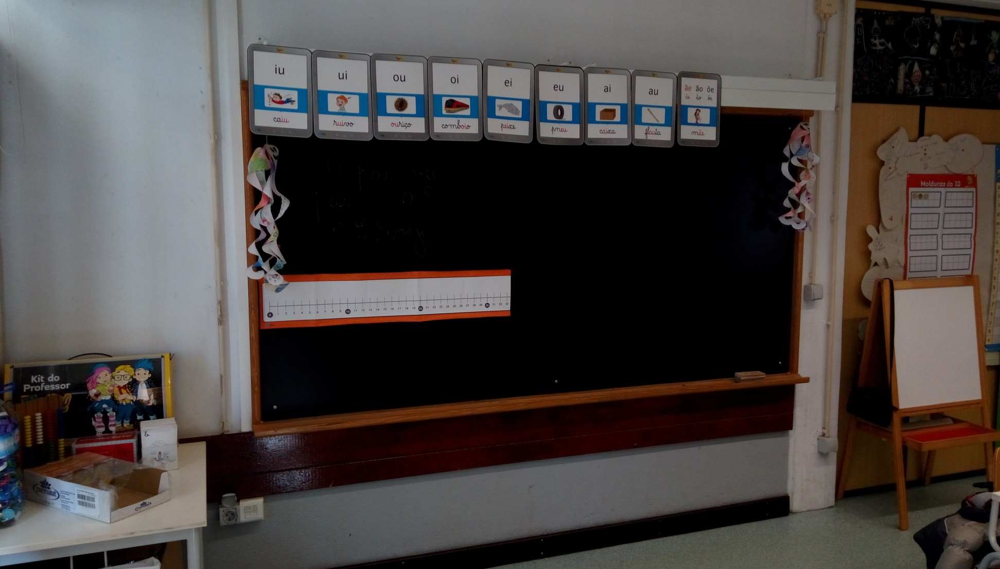 iu
caiu
ui
ruivo
ou
ouriço
oi
comboio
ei
peixe
eu
pneu
ai
caixa
au
flauta
ãe ão õe
ãe ão õe
mãe
O pai
pai O
O
0 1 2 3 4 5 6 7 8 9 10 11 12 13 14 15 16 17 18 19 20 21 22 23 24 25 26 27 28 29 30 31 32 33
Molduras do 10
Kit do
Professor
parmalat